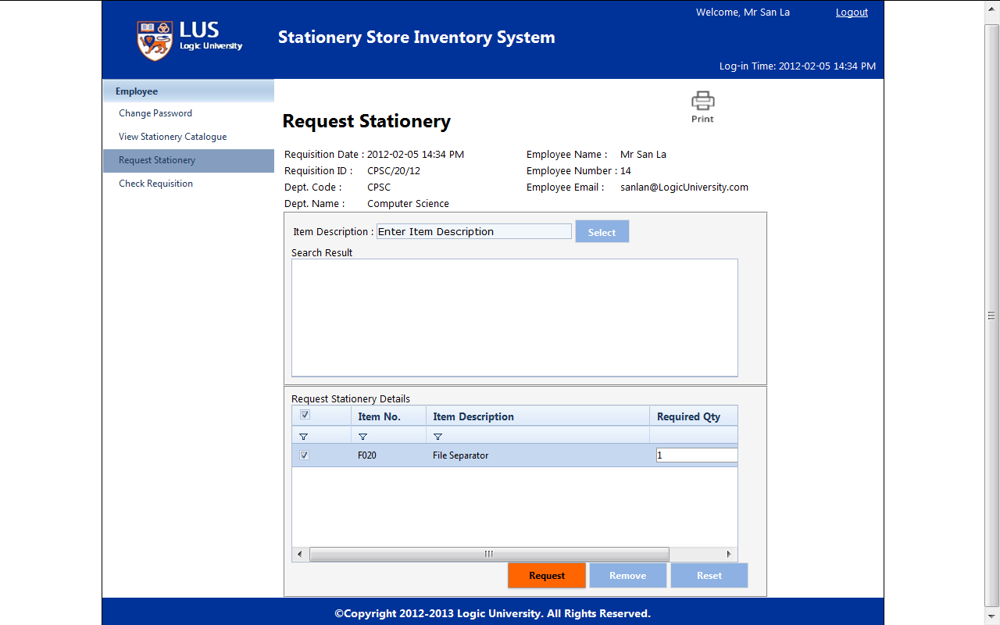 Welcome, Mr San La
Logout
LUS
Logic University
Stationery Store Inventory System
Log-in Time: 2012-02-05 14:34 PM
Employee
Change Password
View Stationery Catalogue
Request Stationery
Check Requisition
Print
Request Stationery
Requisition Date : 2012-02-05 14:34 PM
Employee Name : Mr San La
Requisition ID : CPSC/20/12
Employee Number : 14
Dept. Code : CPSC
Employee Email : sanlan@LogicUniversity.com
Dept. Name : Computer Science
Item Description : Enter Item Description
Select
Search Result
Request Stationery Details
Item No. Item Description Required Qty
F020 File Separator 1
Request Remove Reset
©Copyright 2012-2013 Logic University. All Rights Reserved.